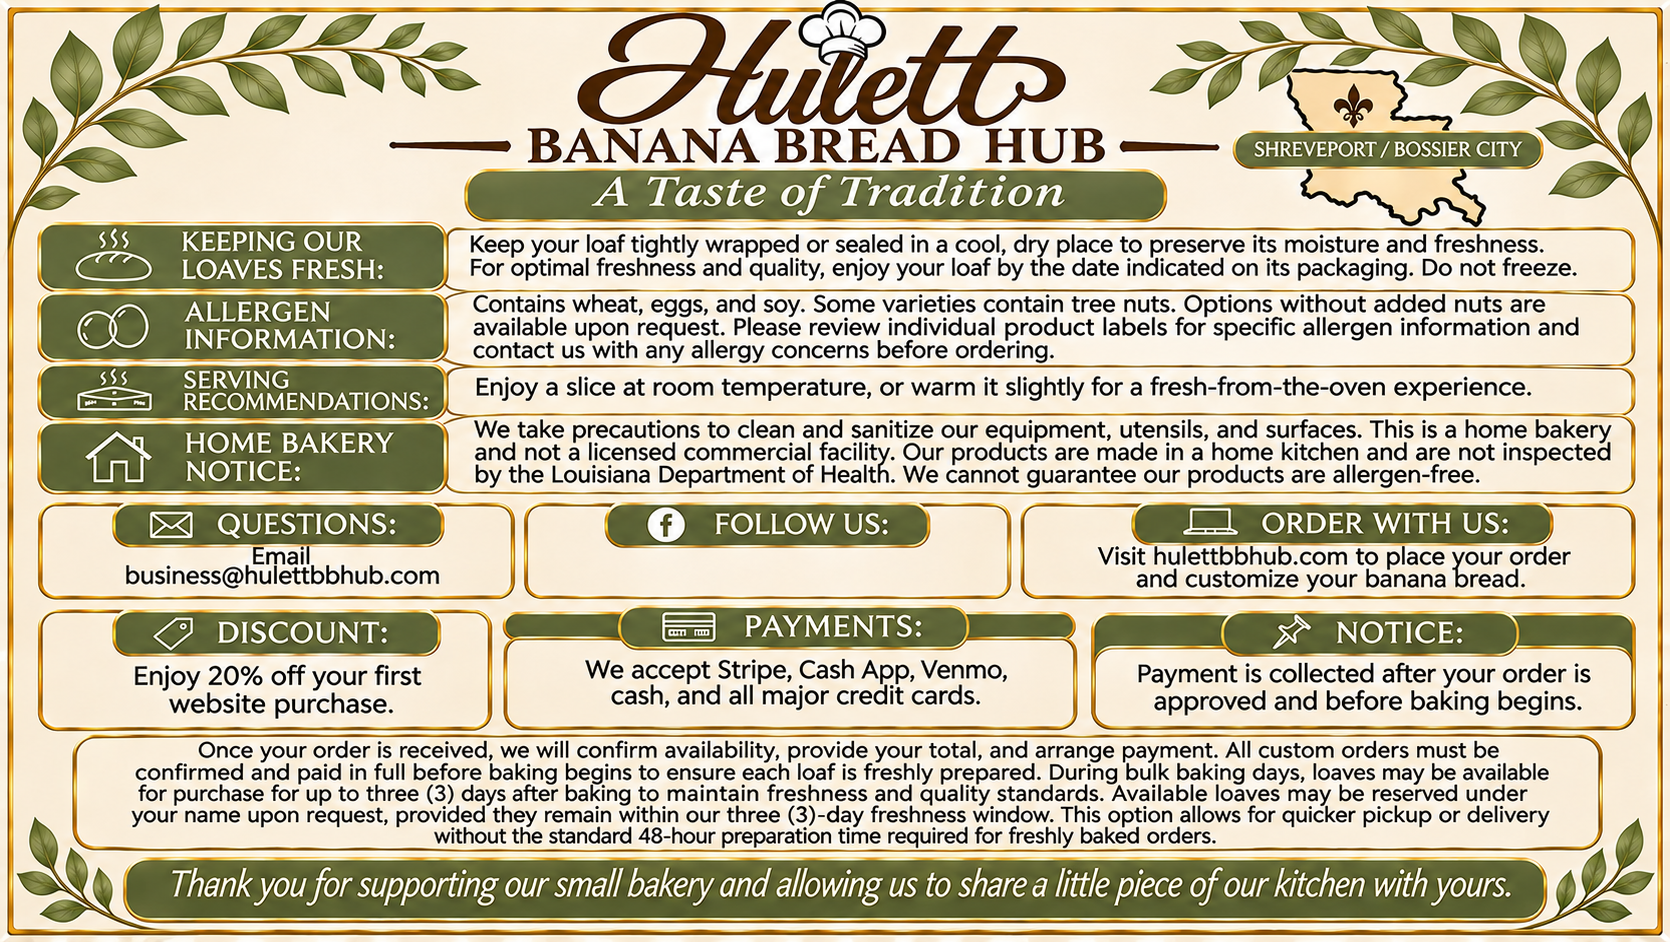 Hulett
BANANA BREAD HUB
A Taste of Tradition
SHREVEPORT / BOSSIER CITY
KEEPING OUR
LOAVES FRESH:
Keep your loaf tightly wrapped or sealed in a cool, dry place to preserve its moisture and freshness.
For optimal freshness and quality, enjoy your loaf by the date indicated on its packaging. Do not freeze.
ALLERGEN
INFORMATION:
Contains wheat, eggs, and soy. Some varieties contain tree nuts. Options without added nuts are
available upon request. Please review individual product labels for specific allergen information and
contact us with any allergy concerns before ordering.
SERVING
RECOMMENDATIONS:
Enjoy a slice at room temperature, or warm it slightly for a fresh-from-the-oven experience.
HOME BAKERY
NOTICE:
We take precautions to clean and sanitize our equipment, utensils, and surfaces. This is a home bakery
and not a licensed commercial facility. Our products are made in a home kitchen and are not inspected
by the Louisiana Department of Health. We cannot guarantee our products are allergen-free.
QUESTIONS:
Email
business@hulettbbhub.com
FOLLOW US:
ORDER WITH US:
Visit hulettbbhub.com to place your order
and customize your banana bread.
DISCOUNT:
Enjoy 20% off your first
website purchase.
PAYMENTS:
We accept Stripe, Cash App, Venmo,
cash, and all major credit cards.
NOTICE:
Payment is collected after your order is
approved and before baking begins.
Once your order is received, we will confirm availability, provide your total, and arrange payment. All custom orders must be
confirmed and paid in full before baking begins to ensure each loaf is freshly prepared. During bulk baking days, loaves may be available
for purchase for up to three (3) days after baking to maintain freshness and quality standards. Available loaves may be reserved under
your name upon request, provided they remain within our three (3)-day freshness window. This option allows for quicker pickup or delivery
without the standard 48-hour preparation time required for freshly baked orders.
Thank you for supporting our small bakery and allowing us to share a little piece of our kitchen with yours.